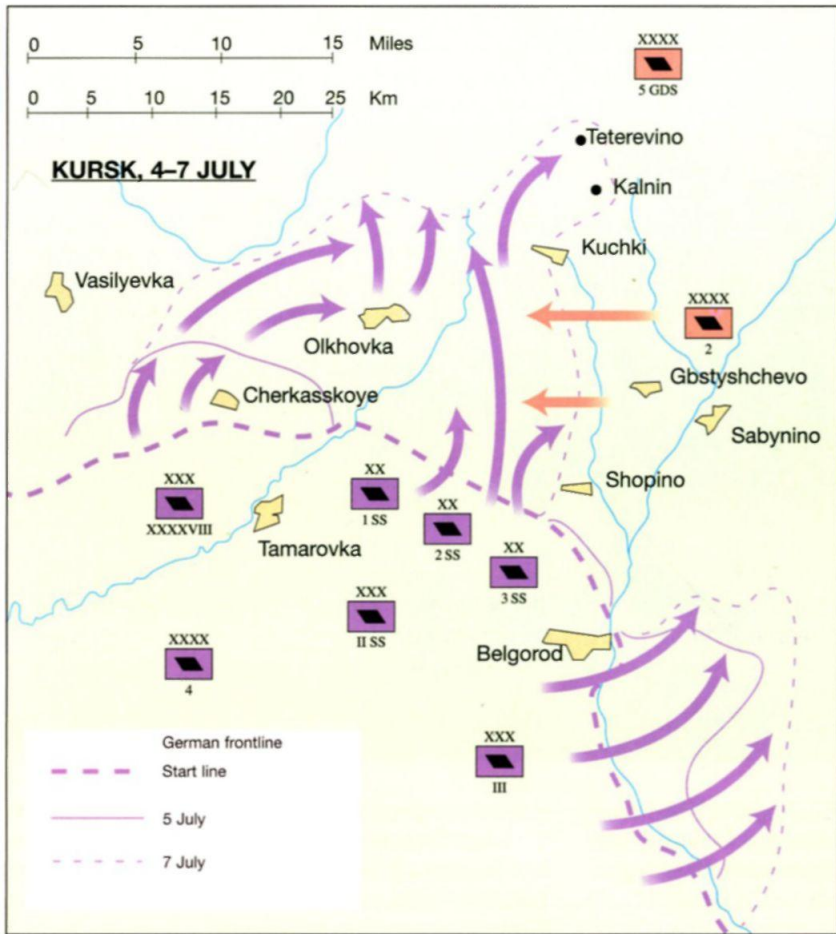 0 5 10 15 Miles
0 5 10 15 20 25 Km
KURSK, 4–7 JULY
XXXX
5 GDS
Teterevino
Kalnin
Kuchki
Vasilyevka
XXXX
2
Olkhovka
Gbstyshchevo
Cherkasskoye
Sabynino
XXX
XXXXVIII
XX
1 SS
Shopino
Tamarovka
XX
2 SS
XX
3 SS
XXX
II SS
Belgorod
XXXX
4
XXX
III
German frontline
Start line
5 July
7 July